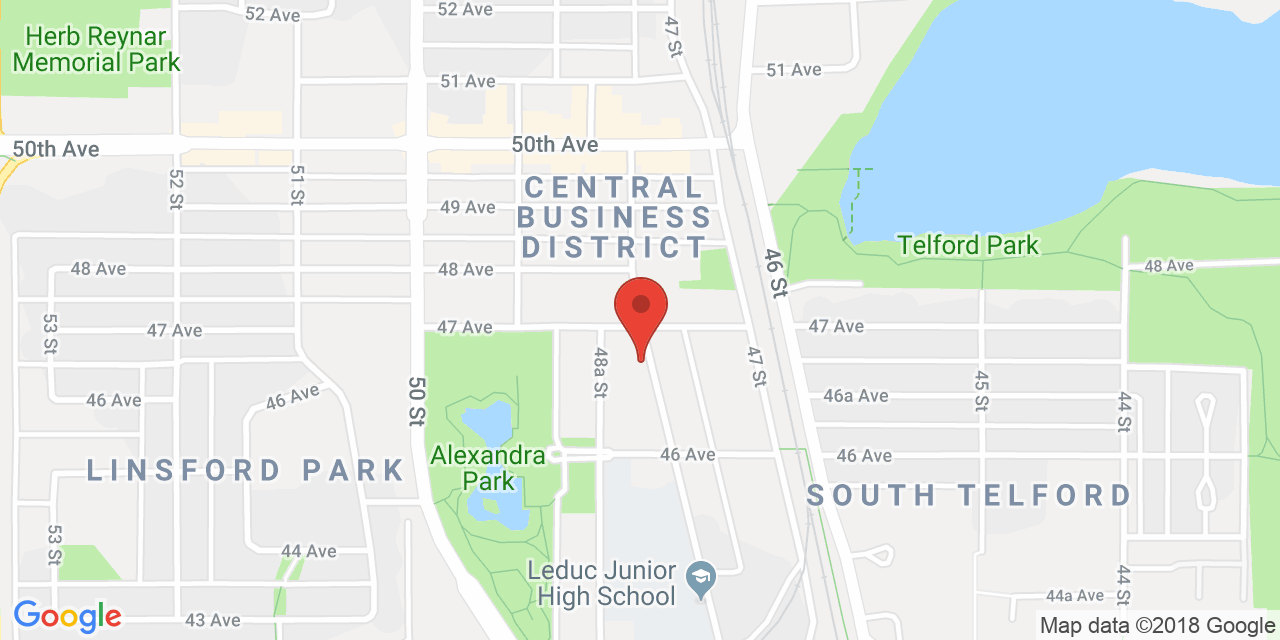 52 Ave
52 Ave
47 St
Herb Reynar
Memorial Park
51 Ave
51 Ave
50th Ave
50th Ave
52 St
51 St
CENTRAL
BUSINESS
DISTRICT
49 Ave
Telford Park
46 St
48 Ave
48 Ave
48 Ave
53 St
47 Ave
47 Ave
47 Ave
48a St
47 St
50 St
46 Ave
46 Ave
46a Ave
45 St
44 St
Alexandra
Park
46 Ave
46 Ave
LINSFORD PARK
SOUTH TELFORD
53 St
44 Ave
Leduc Junior
High School
44a Ave
44 St
43 Ave
Google
Map data ©2018 Google